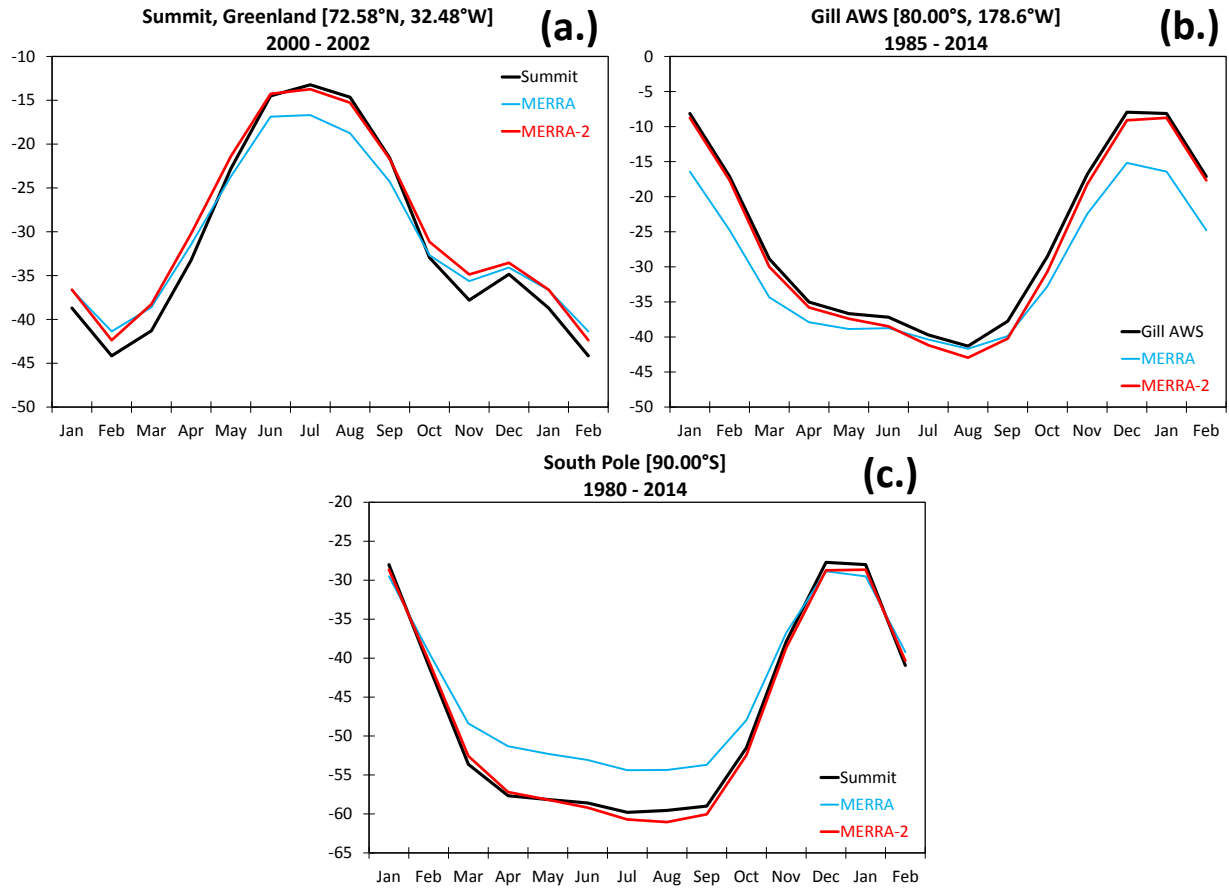 Summit, Greenland [72.58°N, 32.48°W]
2000 - 2002
(a.)
-10
-15
-20
-25
-30
-35
-40
-45
-50
Summit
MERRA
MERRA-2
Jan Feb Mar Apr May Jun Jul Aug Sep Oct Nov Dec Jan Feb
Gill AWS [80.00°S, 178.6°W]
1985 - 2014
(b.)
0
-5
-10
-15
-20
-25
-30
-35
-40
-45
-50
Gill AWS
MERRA
MERRA-2
Jan Feb Mar Apr May Jun Jul Aug Sep Oct Nov Dec Jan Feb
South Pole [90.00°S]
1980 - 2014
(c.)
-20
-25
-30
-35
-40
-45
-50
-55
-60
-65
Summit
MERRA
MERRA-2
Jan Feb Mar Apr May Jun Jul Aug Sep Oct Nov Dec Jan Feb